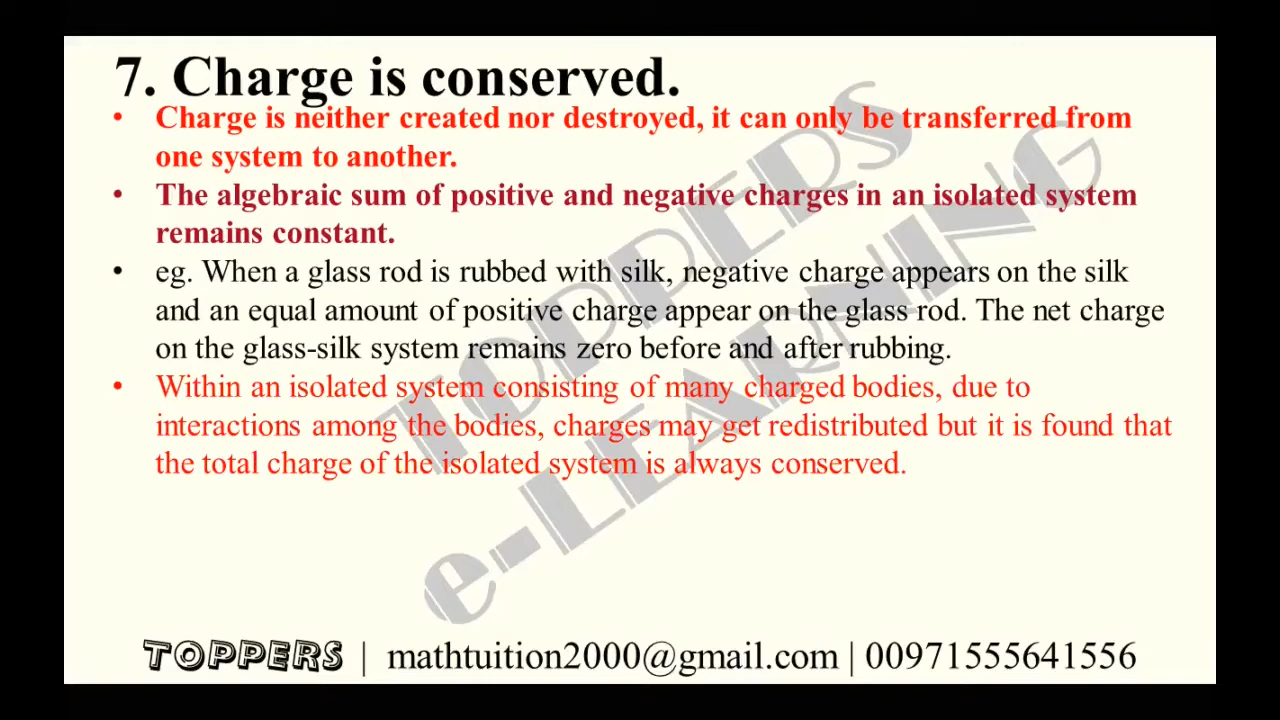 7. Charge is conserved.
• Charge is neither created nor destroyed, it can only be transferred from
one system to another.
• The algebraic sum of positive and negative charges in an isolated system
remains constant.
• eg. When a glass rod is rubbed with silk, negative charge appears on the silk
and an equal amount of positive charge appear on the glass rod. The net charge
on the glass-silk system remains zero before and after rubbing.
• Within an isolated system consisting of many charged bodies, due to
interactions among the bodies, charges may get redistributed but it is found that
the total charge of the isolated system is always conserved.
TOPPERS
e-LEARNING
TOPPERS | mathtuition2000@gmail.com | 00971555641556